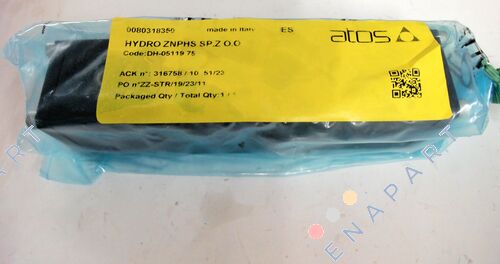 0080318350 made in Italy ES
atos
HYDRO ZNPHS SP.Z O.O
Code:DH-05119 75
ACK n°: 316758 / 10 51/23
PO n°ZZ-STR/19/23/11
Packaged Qty / Total Qty:1 /
ENAPART